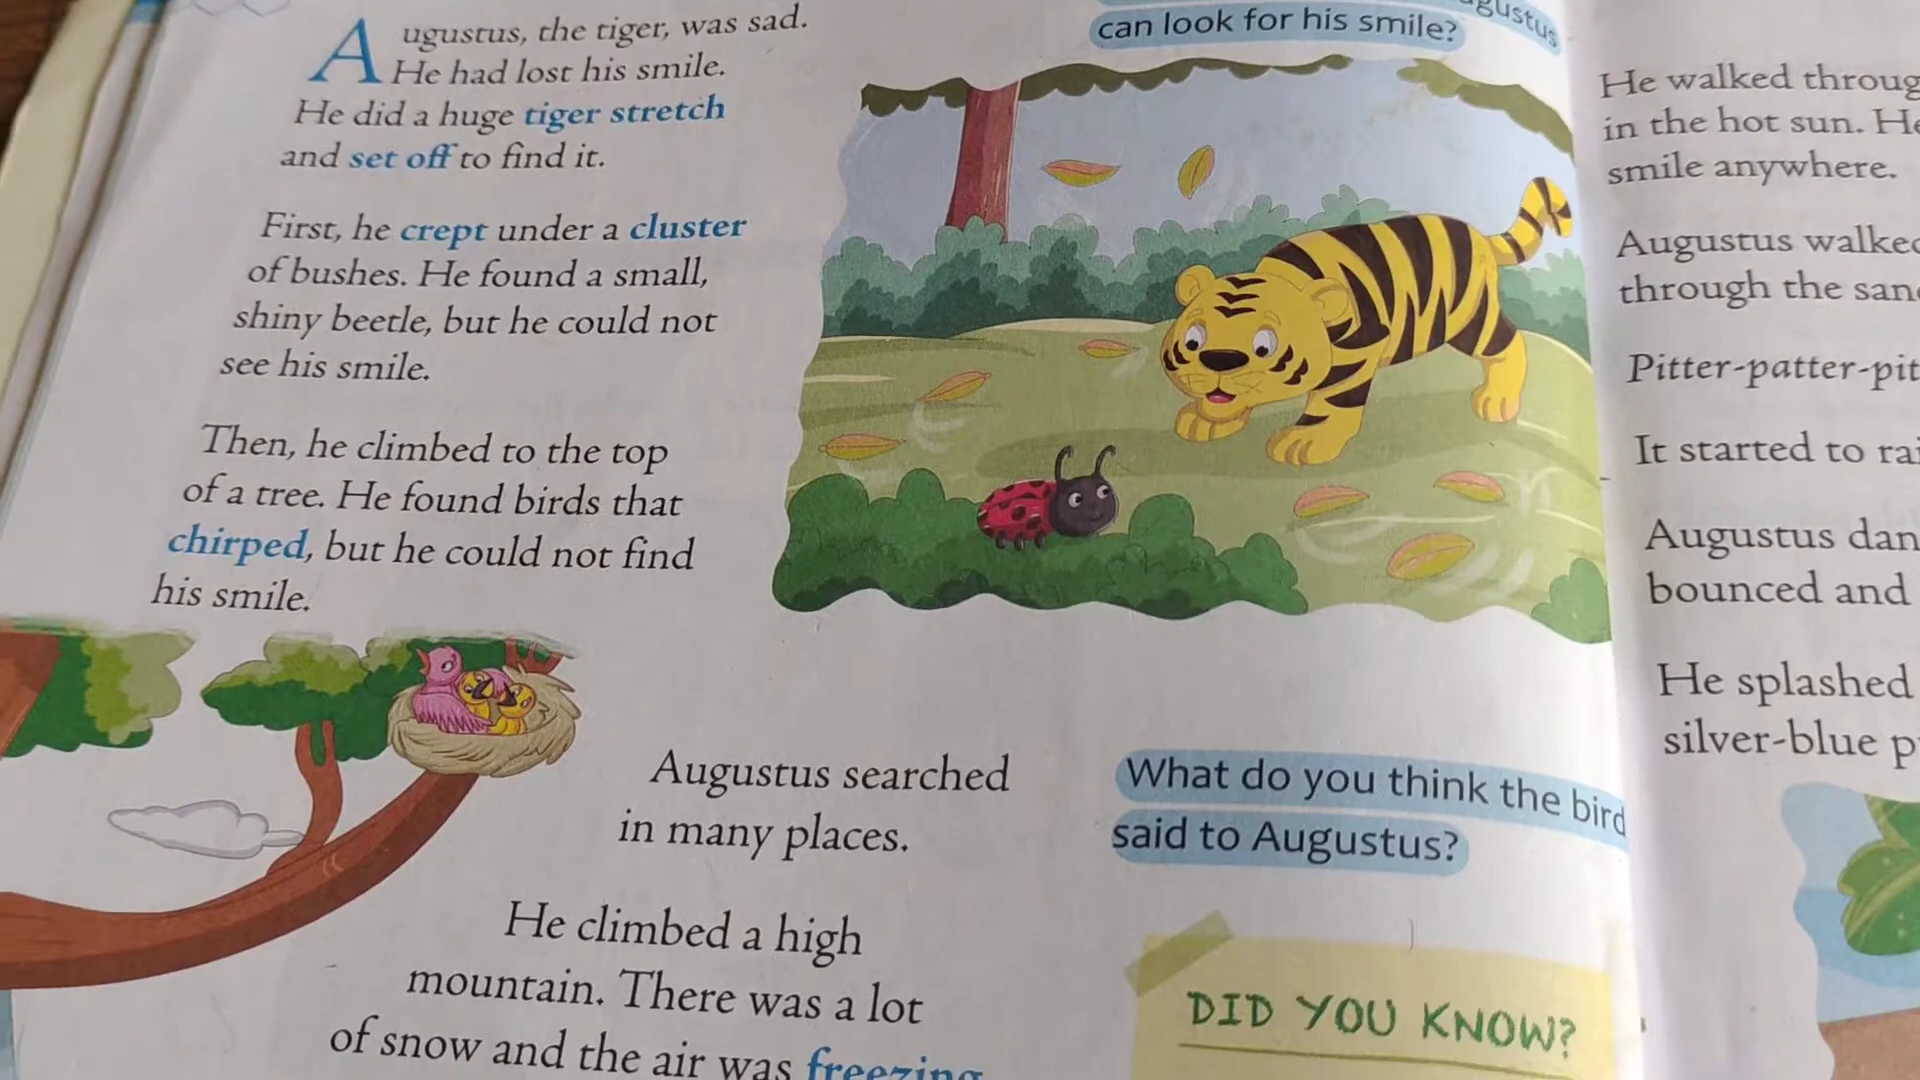 Augustus, the tiger, was sad.
He had lost his smile.
He did a huge tiger stretch
and set off to find it.
First, he crept under a cluster
of bushes. He found a small,
shiny beetle, but he could not
see his smile.
Then, he climbed to the top
of a tree. He found birds that
chirped, but he could not find
his smile.
Augustus searched
in many places.
He climbed a high
mountain. There was a lot
of snow and the air was freezing
can look for his smile?
What do you think the bird
said to Augustus?
DID YOU KNOW?
He walked
in the hot sun.
smile anywhere.
Augustus
through the
Pitter-patter-
It started to
Augustus
bounced and
He splashed
silver-blue